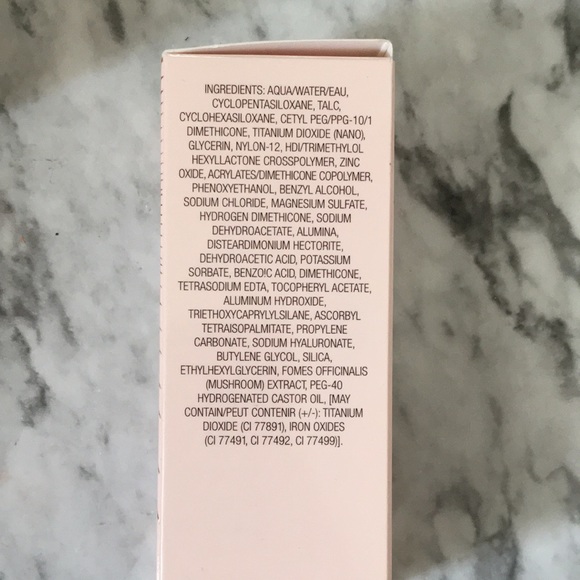 INGREDIENTS: AQUA/WATER/EAU,
CYCLOPENTASILOXANE, TALC,
CYCLOHEXASILOXANE, CETYL PEG/PPG-10/1
DIMETHICONE, TITANIUM DIOXIDE (NANO),
GLYCERIN, NYLON-12, HDI/TRIMETHYLOL
HEXYLLACTONE CROSSPOLYMER, ZINC
OXIDE, ACRYLATES/DIMETHICONE COPOLYMER,
PHENOXYETHANOL, BENZYL ALCOHOL,
SODIUM CHLORIDE, MAGNESIUM SULFATE,
HYDROGEN DIMETHICONE, SODIUM
DEHYDROACETATE, ALUMINA,
DISTEARDIMONIUM HECTORITE,
DEHYDROACETIC ACID, POTASSIUM
SORBATE, BENZO!C ACID, DIMETHICONE,
TETRASODIUM EDTA, TOCOPHERYL ACETATE,
ALUMINUM HYDROXIDE,
TRIETHOXYCAPRYLYLSILANE, ASCORBYL
TETRAISOPALMITATE, PROPYLENE
CARBONATE, SODIUM HYALURONATE,
BUTYLENE GLYCOL, SILICA,
ETHYLHEXYLGLYCERIN, FOMES OFFICINALIS
(MUSHROOM) EXTRACT, PEG-40
HYDROGENATED CASTOR OIL, [MAY
CONTAIN/PEUT CONTENIR (+/-): TITANIUM
DIOXIDE (CI 77891), IRON OXIDES
(CI 77491, CI 77492, CI 77499)].